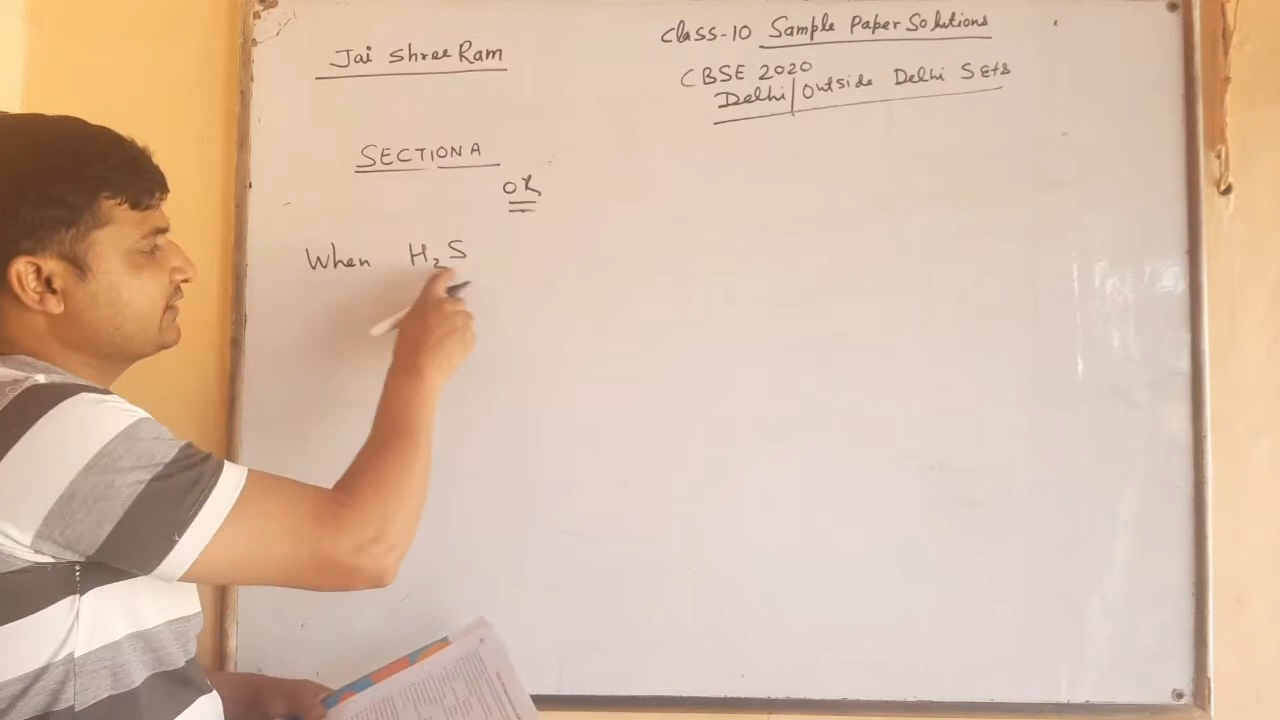 Jai Shree Ram
Class-10 Sample Paper Solutions
CBSE 2020
Delhi/Outside Delhi Sets
SECTION A
OR
When H₂S